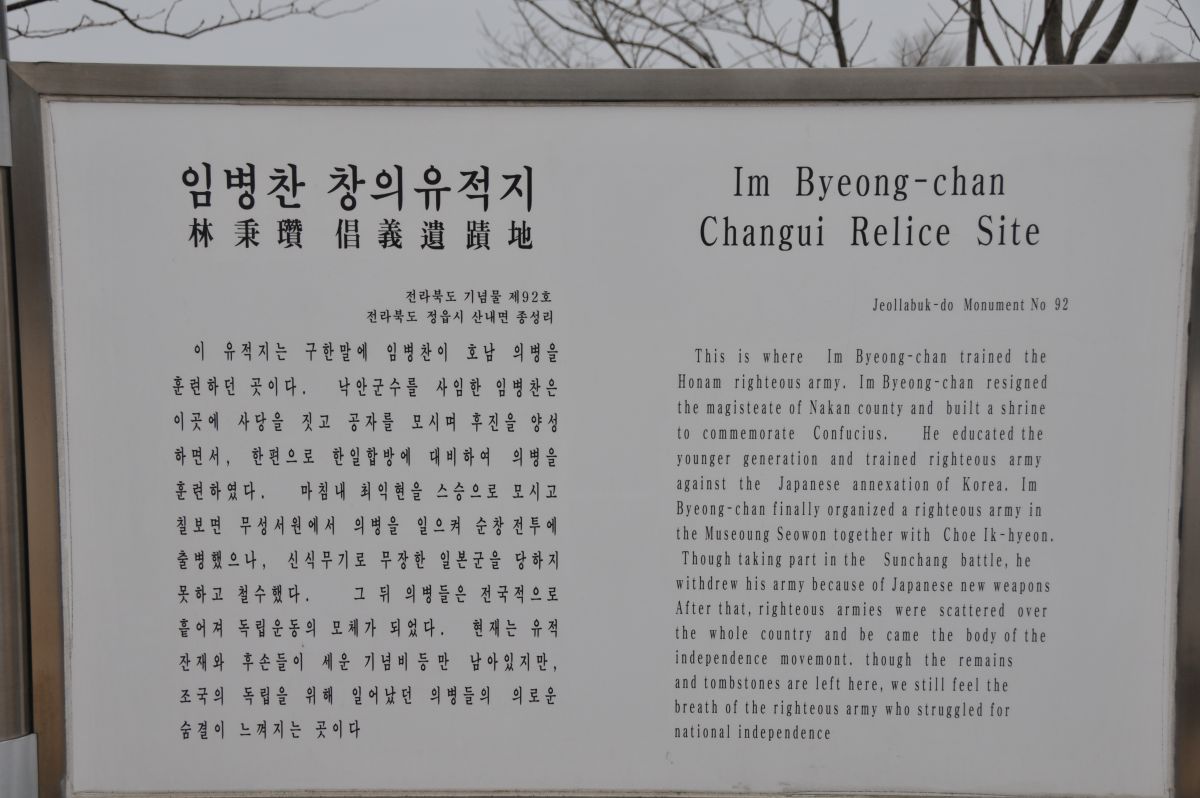 임병찬 창의유적지
林秉瓚 倡義遺蹟地
전라북도 기념물 제92호
전라북도 정읍시 산내면 종성리
이 유적지는 구한말에 임병찬이 호남 의병을
훈련하던 곳이다. 낙안군수를 사임한 임병찬은
이곳에 사당을 짓고 공자를 모시며 후진을 양성
하면서, 한편으로 한일합방에 대비하여 의병을
훈련하였다. 마침내 최익현을 스승으로 모시고
칠보면 무성서원에서 의병을 일으켜 순창전투에
출병했으나, 신식무기로 무장한 일본군을 당하지
못하고 철수했다. 그 뒤 의병들은 전국적으로
흩어져 독립운동의 모체가 되었다. 현재는 유적
잔재와 후손들이 세운 기념비 등만 남아있지만,
조국의 독립을 위해 일어났던 의병들의 의로운
숨결이 느껴지는 곳이다
Im Byeong-chan
Changui Relice Site
Jeollabuk-do Monument No 92
This is where Im Byeong-chan trained the
Honam righteous army. Im Byeong-chan resigned
the magisteate of Nakan county and built a shrine
to commemorate Confucius. He educated the
younger generation and trained righteous army
against the Japanese annexation of Korea. Im
Byeong-chan finally organized a righteous army in
the Museoung Seowon together with Choe Ik-hyeon.
Though taking part in the Sunchang battle, he
withdrew his army because of Japanese new weapons
After that, righteous armies were scattered over
the whole country and be came the body of the
independence movemont. though the remains
and tombstones are left here, we still feel the
breath of the righteous army who struggled for
national independence